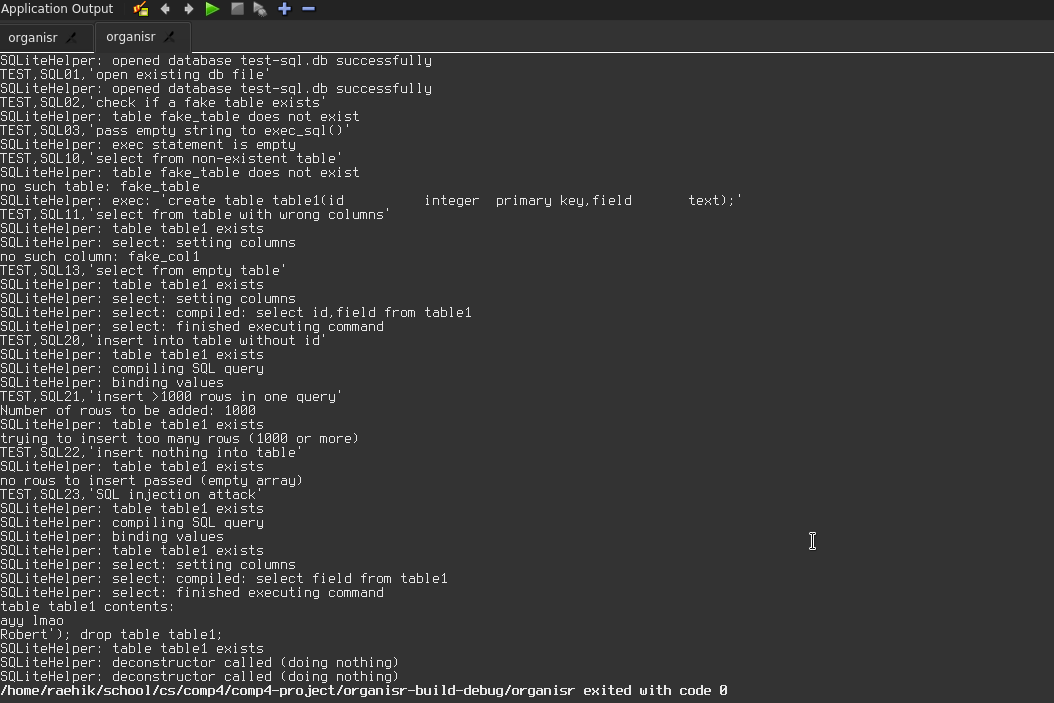 Application Output
organisr
organisr
SQLiteHelper: opened database test-sql.db successfully
TEST,SQL01,'open existing db file'
SQLiteHelper: opened database test-sql.db successfully
TEST,SQL02,'check if a fake table exists'
SQLiteHelper: table fake_table does not exist
TEST,SQL03,'pass empty string to exec_sql()'
SQLiteHelper: exec statement is empty
TEST,SQL10,'select from non-existent table'
SQLiteHelper: table fake_table does not exist
no such table: fake_table
SQLiteHelper: exec: 'create table table1(id          integer  primary key,field       text);'
TEST,SQL11,'select from table with wrong columns'
SQLiteHelper: table table1 exists
SQLiteHelper: select: setting columns
no such column: fake_col1
TEST,SQL13,'select from empty table'
SQLiteHelper: table table1 exists
SQLiteHelper: select: setting columns
SQLiteHelper: select: compiled: select id,field from table1
SQLiteHelper: select: finished executing command
TEST,SQL20,'insert into table without id'
SQLiteHelper: table table1 exists
SQLiteHelper: compiling SQL query
SQLiteHelper: binding values
TEST,SQL21,'insert >1000 rows in one query'
Number of rows to be added: 1000
SQLiteHelper: table table1 exists
trying to insert too many rows (1000 or more)
TEST,SQL22,'insert nothing into table'
SQLiteHelper: table table1 exists
no rows to insert passed (empty array)
TEST,SQL23,'SQL injection attack'
SQLiteHelper: table table1 exists
SQLiteHelper: compiling SQL query
SQLiteHelper: binding values
SQLiteHelper: table table1 exists
SQLiteHelper: select: setting columns
SQLiteHelper: select: compiled: select field from table1
SQLiteHelper: select: finished executing command
table table1 contents:
ayy lmao
Robert'); drop table table1;
SQLiteHelper: table table1 exists
SQLiteHelper: deconstructor called (doing nothing)
SQLiteHelper: deconstructor called (doing nothing)
/home/raehik/school/cs/comp4/comp4-project/organisr-build-debug/organisr exited with code 0